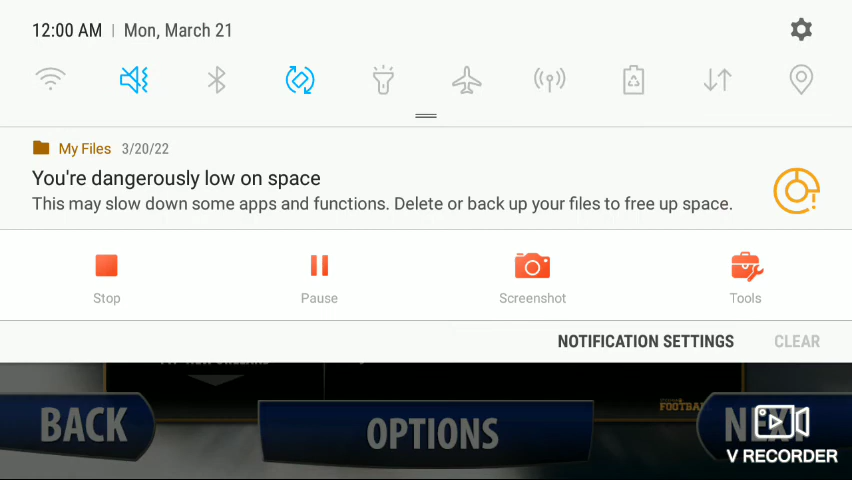 12:00 AM | Mon, March 21
My Files 3/20/22
You're dangerously low on space
This may slow down some apps and functions. Delete or back up your files to free up space.
Stop Pause Screenshot Tools
NOTIFICATION SETTINGS CLEAR
FOOTBALL
BACK OPTIONS NEXT
V RECORDER